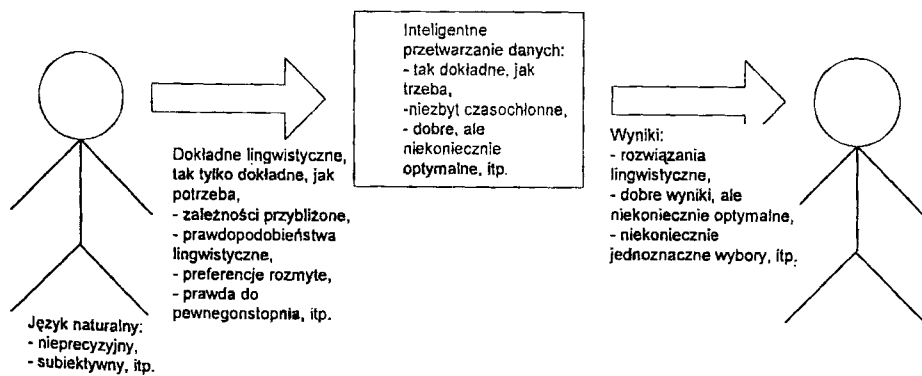 Inteligentne
przetwarzanie danych:
- tak dokładne, jak
trzeba,
-niezbyt czasochłonne,
- dobre, ale
niekoniecznie
optymalne, itp.
Dokładne lingwistyczne,
tak tylko dokładne, jak
potrzeba,
- zależności przybliżone,
- prawdopodobieństwa
lingwistyczne,
- preferencje rozmyte,
- prawda do
pewnegonstopnia, itp.
Język naturalny:
- nieprecyzyjny,
- subiektywny, itp.
Wyniki:
- rozwiązania
lingwistyczne,
- dobre wyniki, ale
niekoniecznie optymalne,
- niekoniecznie
jednoznaczne wybory, itp.